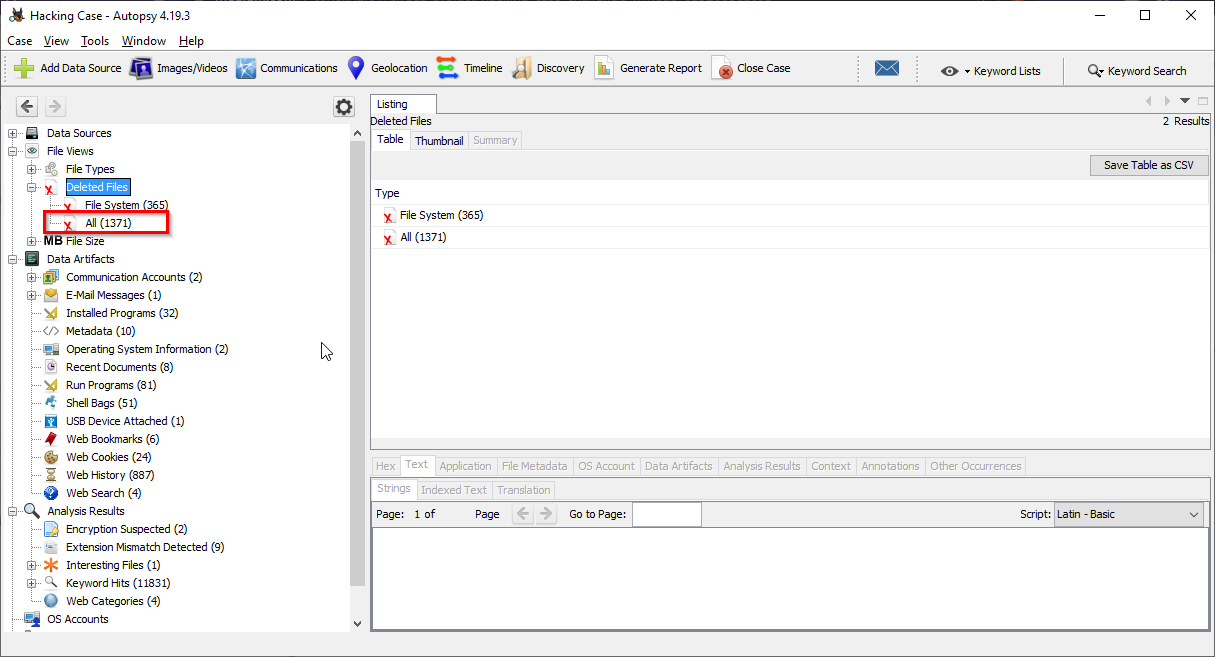 Hacking Case - Autopsy 4.19.3
Case View Tools Window Help
Add Data Source Images/Videos Communications Geolocation Timeline Discovery Generate Report Close Case Keyword Lists Keyword Search
Data Sources
File Views
File Types
Deleted Files
File System (365)
All (1371)
MB File Size
Data Artifacts
Communication Accounts (2)
E-Mail Messages (1)
Installed Programs (32)
Metadata (10)
Operating System Information (2)
Recent Documents (8)
Run Programs (81)
Shell Bags (51)
USB Device Attached (1)
Web Bookmarks (6)
Web Cookies (24)
Web History (887)
Web Search (4)
Analysis Results
Encryption Suspected (2)
Extension Mismatch Detected (9)
Interesting Files (1)
Keyword Hits (11831)
Web Categories (4)
OS Accounts
Listing
Deleted Files 2 Results
Table Thumbnail Summary
Save Table as CSV
Type
File System (365)
All (1371)
Hex Text Application File Metadata OS Account Data Artifacts Analysis Results Context Annotations Other Occurrences
Strings Indexed Text Translation
Page: 1 of Page Go to Page: Script: Latin - Basic